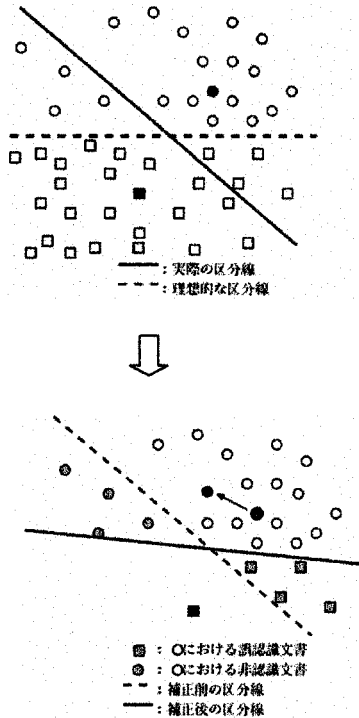 ━━ : 実際の区分線
- - - : 理想的な区分線
■ : ○における誤認識文書
● : ○における非認識文書
- - : 補正前の区分線
━━ : 補正後の区分線